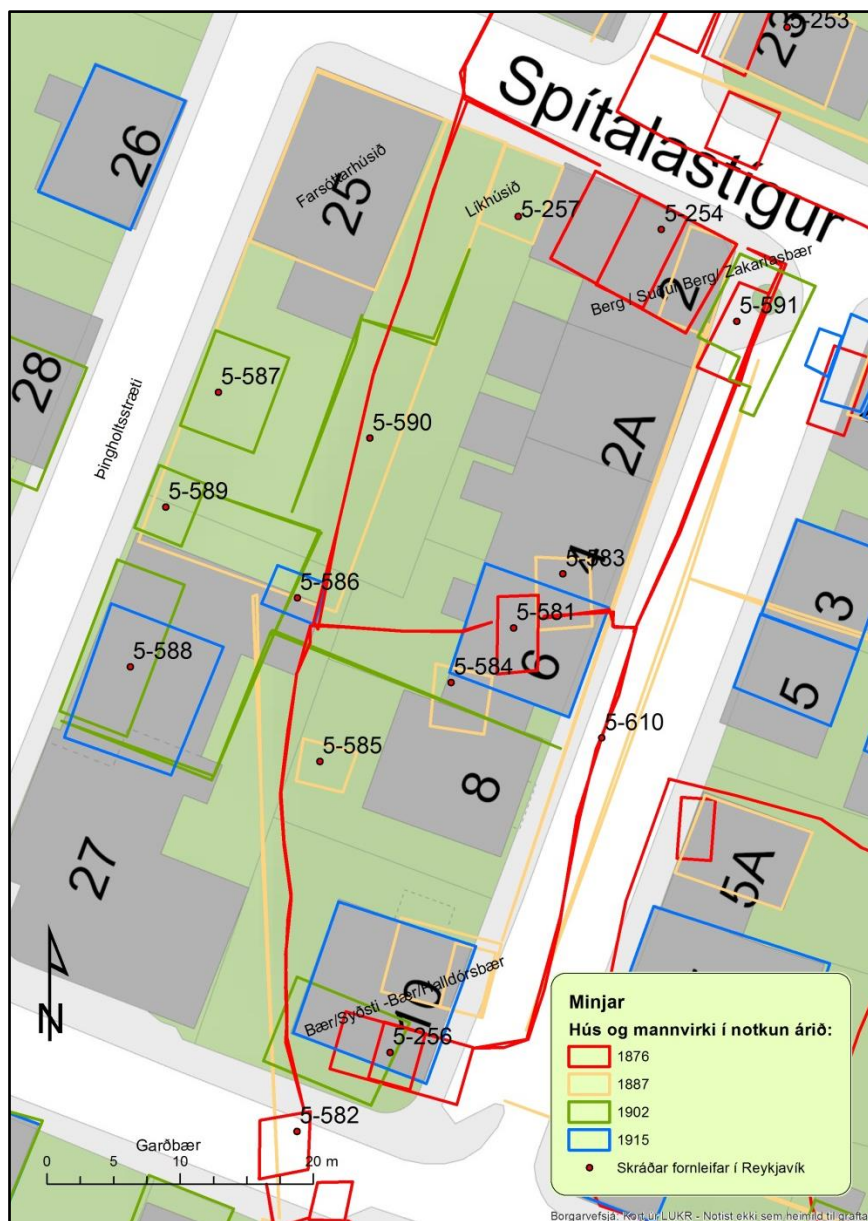 5-253
23
Spítalastígur
26
Farsóttarhúsið
25
Líkhúsið
5-257
5-254
2
Berg / Suður Berg/ Zakaríasbær
5-591
28
5-587
Þingholtsstræti
5-590
2A
5-589
4
5-583
5-586
5-581
3
5-588
6
5-584
5
5-610
5-585
8
27
5A
10
Bær/Syðsti -Bær/Halldórsbær
5-256
N
5-582
Garðbær
0 10 20 m
Minjar
Hús og mannvirki í notkun árið:
1876
1887
1902
1915
Skráðar fornleifar í Reykjavík
Borgarvefsjá: Kort úr LUKR - Notist ekki sem heimild til grafta